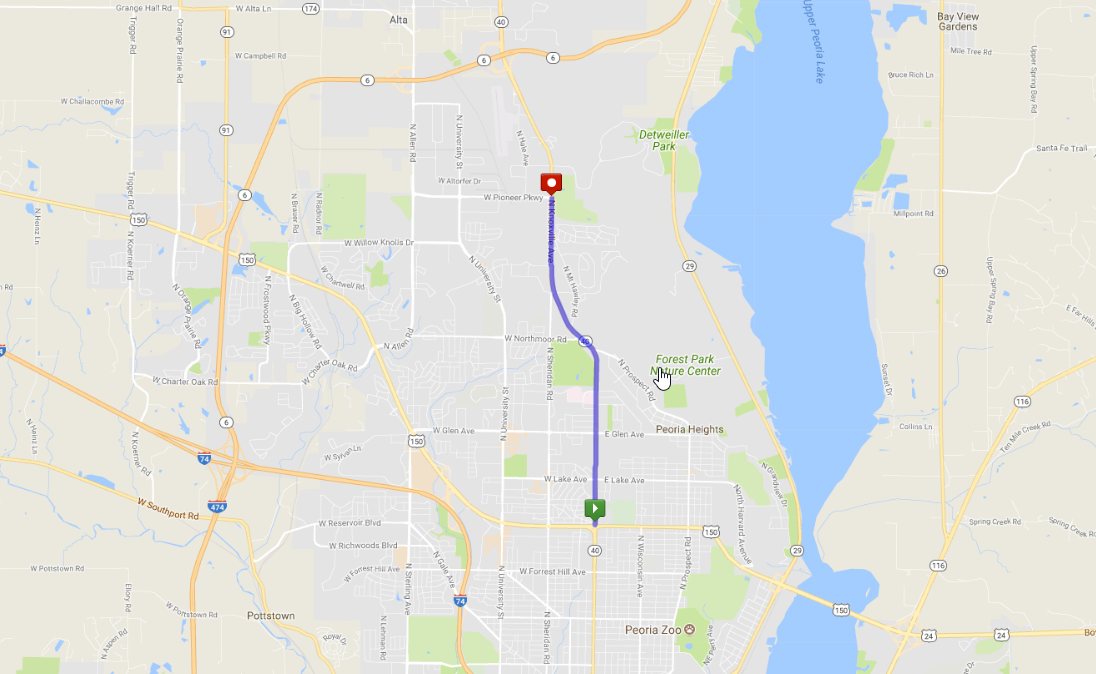 Grange Hall Rd
W Alta Ln
174
Alta
40
Upper Peoria Lake
Bay View
Gardens
91
Trigger Rd
Orange Prairie Rd
W Campbell Rd
6
6
6
Mile Tree Rd
Bruce Rich Ln
Upper Spring Bay Rd
W Challacombe Rd
91
N Allen Rd
N University St
N Hale Ave
Detweiller
Park
Santa Fe Trail
Trigger Rd
W Altorfer Dr
W Pioneer Pkwy
6
N Brauer Rd
N Radnor Rd
N Heinz Ln
150
N Koerner Rd
N Knoxville Ave
Millpoint Rd
W Willow Knolls Dr
150
29
26
N University St
N Mt Hawley Rd
W Chartwell Rd
N Orange Prairie Rd
N Frostwood Pkwy
N Big Hollow Rd
Upper Spring Bay Rd
n Rd
E Far Hills
N Allen Rd
W Northmoor Rd
40
N Sheridan Rd
N Prospect Rd
Forest Park
Nature Center
W Charter Oak Rd
W Charter Oak Rd
Sunset Dr
N University St
116
6
150
W Glen Ave
E Glen Ave
Peoria Heights
Collins Ln
Ten Mile Creek Rd
N Heinz Ln
N Koerner Rd
74
W Sylvan Ln
W Lake Ave
E Lake Ave
N Grandview Dr
North Harvard Avenue
W Southport Rd
474
W Reservoir Blvd
W Richwoods Blvd
150
Spring Creek Rd
Spring Creek Rd
40
29
W Pottstown Rd
W Forrest Hill Ave
N Gale Ave
W Forrest Hill Ave
N Wisconsin Ave
N Prospect Rd
116
Elory Rd
N Sterling Ave
N University St
74
W Pottstown Rd
Pottstown
150
N Aspell Rd
Royal Dr
N Lehman Rd
N Sheridan Rd
Peoria Zoo
NE Park Ave
24
24